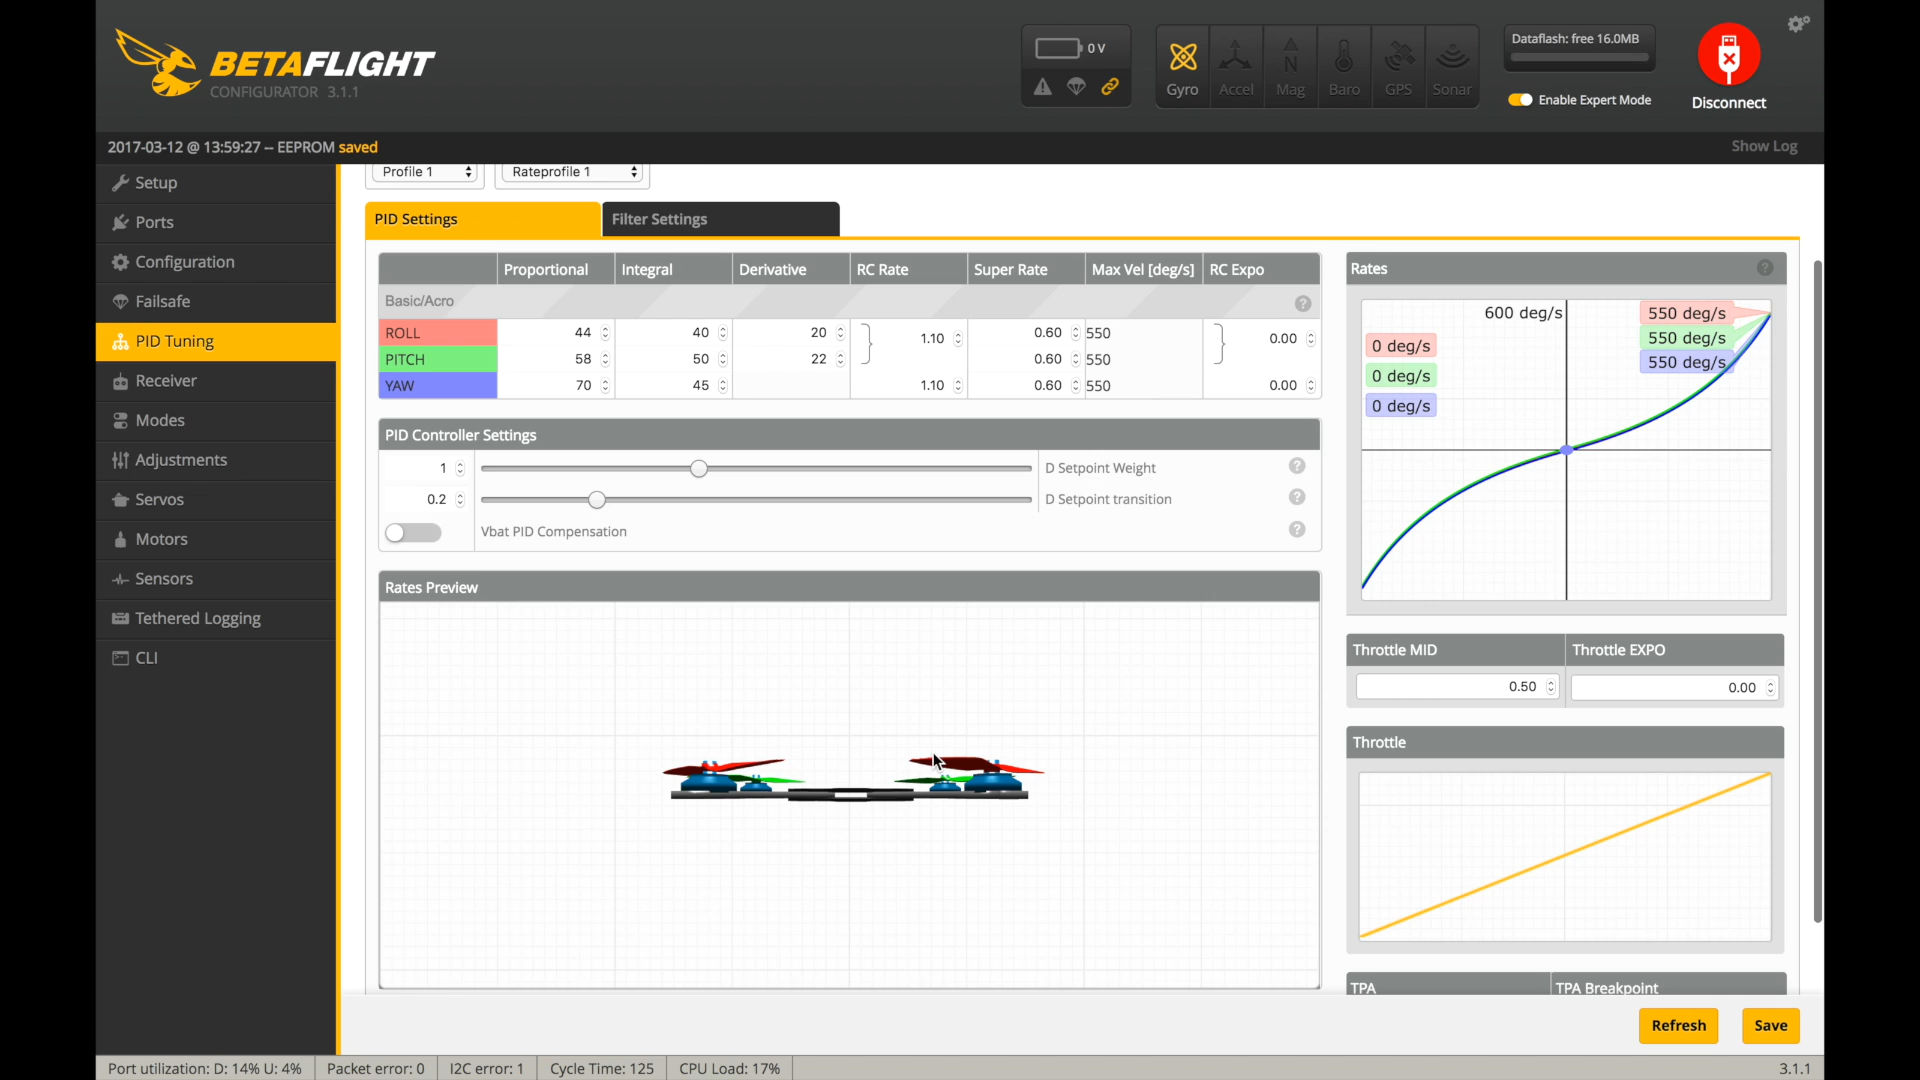 BETAFLIGHT
CONFIGURATOR 3.1.1
0 V
Gyro
Accel
N
Mag
Baro
GPS
Sonar
Dataflash: free 16.0MB
Enable Expert Mode
Disconnect
2017-03-12 @ 13:59:27 -- EEPROM saved
Show Log
Setup
Ports
Configuration
Failsafe
PID Tuning
Receiver
Modes
Adjustments
Servos
Motors
Sensors
Tethered Logging
CLI
Profile 1
Rateprofile 1
PID Settings
Filter Settings
Proportional Integral Derivative RC Rate Super Rate Max Vel [deg/s] RC Expo
Basic/Acro ?
ROLL 44 40 20 1.10 0.60 550 0.00
PITCH 58 50 22 0.60 550
YAW 70 45 1.10 0.60 550 0.00
PID Controller Settings
1 D Setpoint Weight ?
0.2 D Setpoint transition ?
Vbat PID Compensation ?
Rates Preview
Rates ?
600 deg/s
550 deg/s
550 deg/s
550 deg/s
0 deg/s
0 deg/s
0 deg/s
Throttle MID Throttle EXPO
0.50 0.00
Throttle
TPA TPA Breakpoint
Refresh
Save
Port utilization: D: 14% U: 4% Packet error: 0 I2C error: 1 Cycle Time: 125 CPU Load: 17% 3.1.1